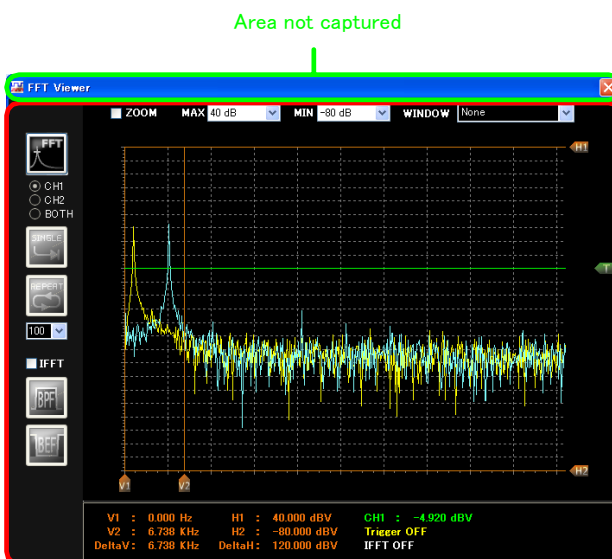 Area not captured
FFT Viewer
ZOOM MAX 40 dB MIN -80 dB WINDOW None
FFT
CH1
CH2
BOTH
SINGLE
REPEAT
100
IFFT
BPF
BEF
H1
T
H2
V1 V2
V1 : 0.000 Hz H1 : 40.000 dBV CH1 : -4.920 dBV
V2 : 6.738 KHz H2 : -80.000 dBV Trigger OFF
DeltaV: 6.738 KHz DeltaH: 120.000 dBV IFFT OFF